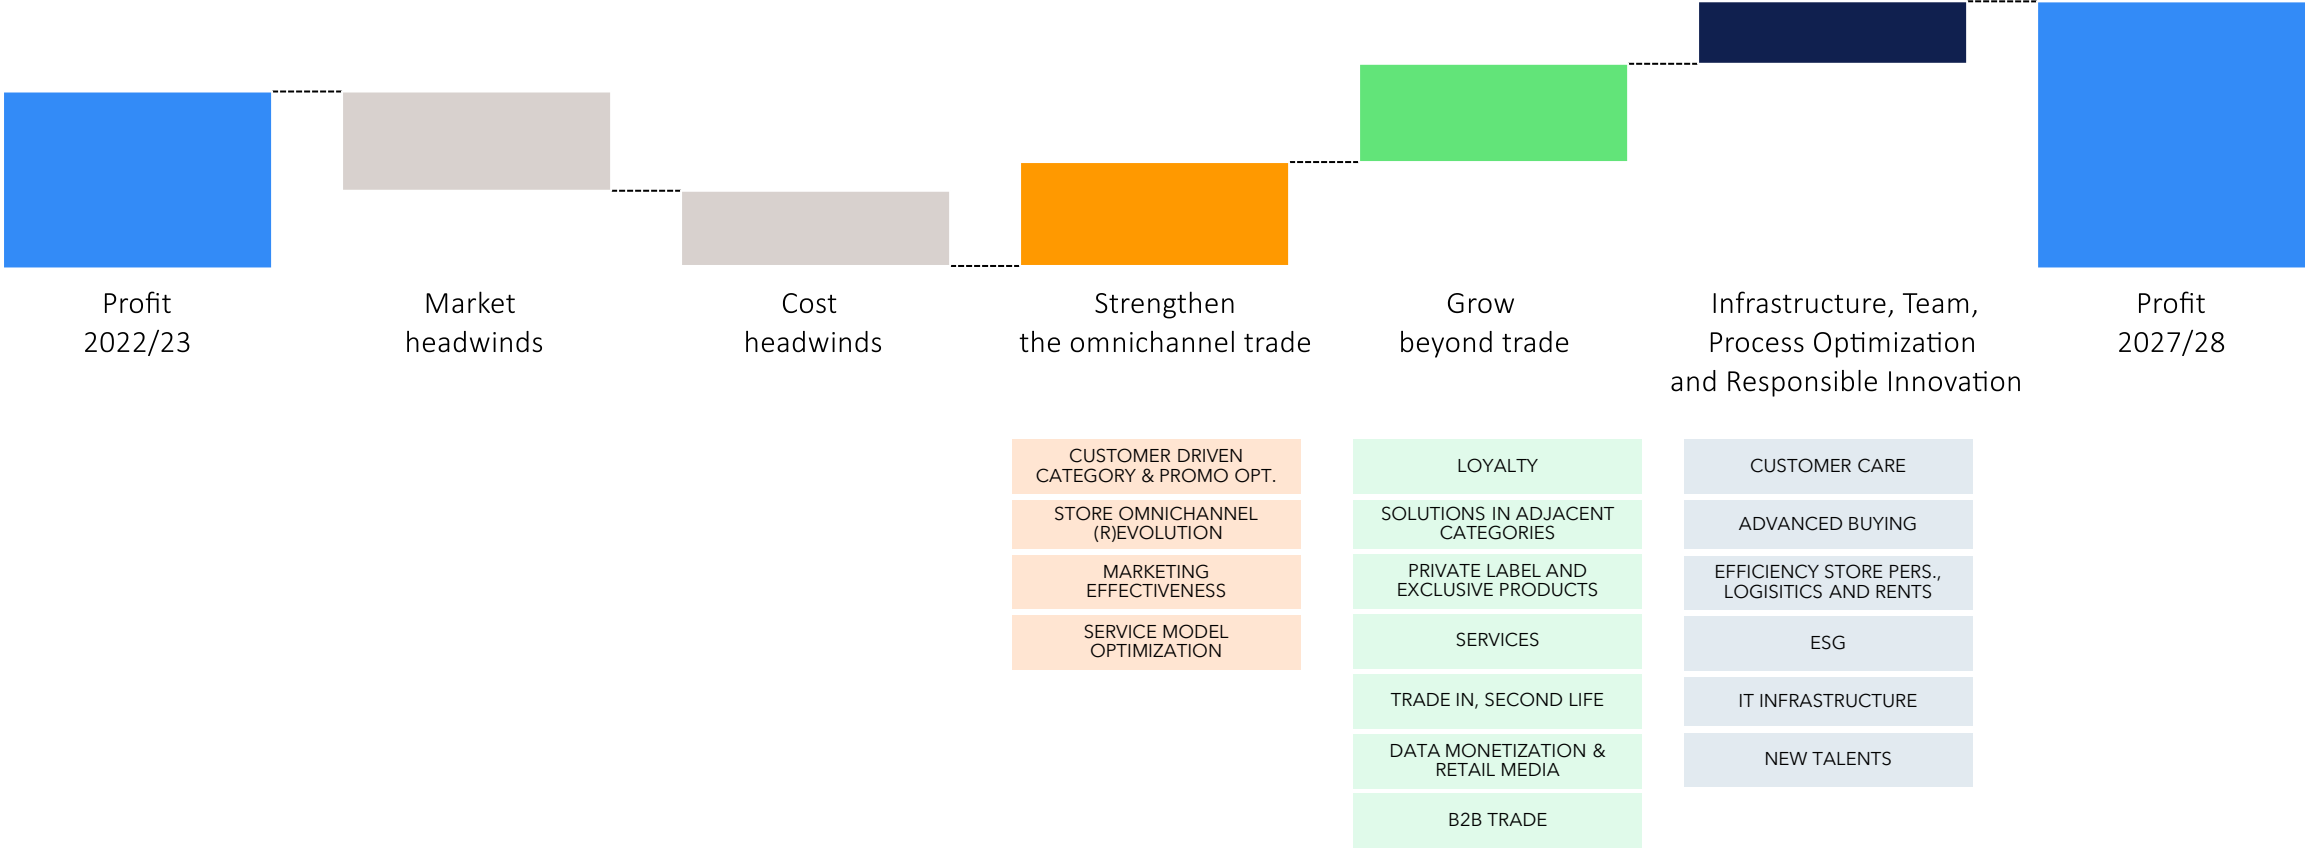 Profit
2022/23
Market
headwinds
Cost
headwinds
Strengthen
the omnichannel trade
Grow
beyond trade
Infrastructure, Team,
Process Optimization
and Responsible Innovation
Profit
2027/28
CUSTOMER DRIVEN
CATEGORY & PROMO OPT.
STORE OMNICHANNEL
(R)EVOLUTION
MARKETING
EFFECTIVENESS
SERVICE MODEL
OPTIMIZATION
LOYALTY
SOLUTIONS IN ADJACENT
CATEGORIES
PRIVATE LABEL AND
EXCLUSIVE PRODUCTS
SERVICES
TRADE IN, SECOND LIFE
DATA MONETIZATION &
RETAIL MEDIA
B2B TRADE
CUSTOMER CARE
ADVANCED BUYING
EFFICIENCY STORE PERS.,
LOGISITICS AND RENTS
ESG
IT INFRASTRUCTURE
NEW TALENTS